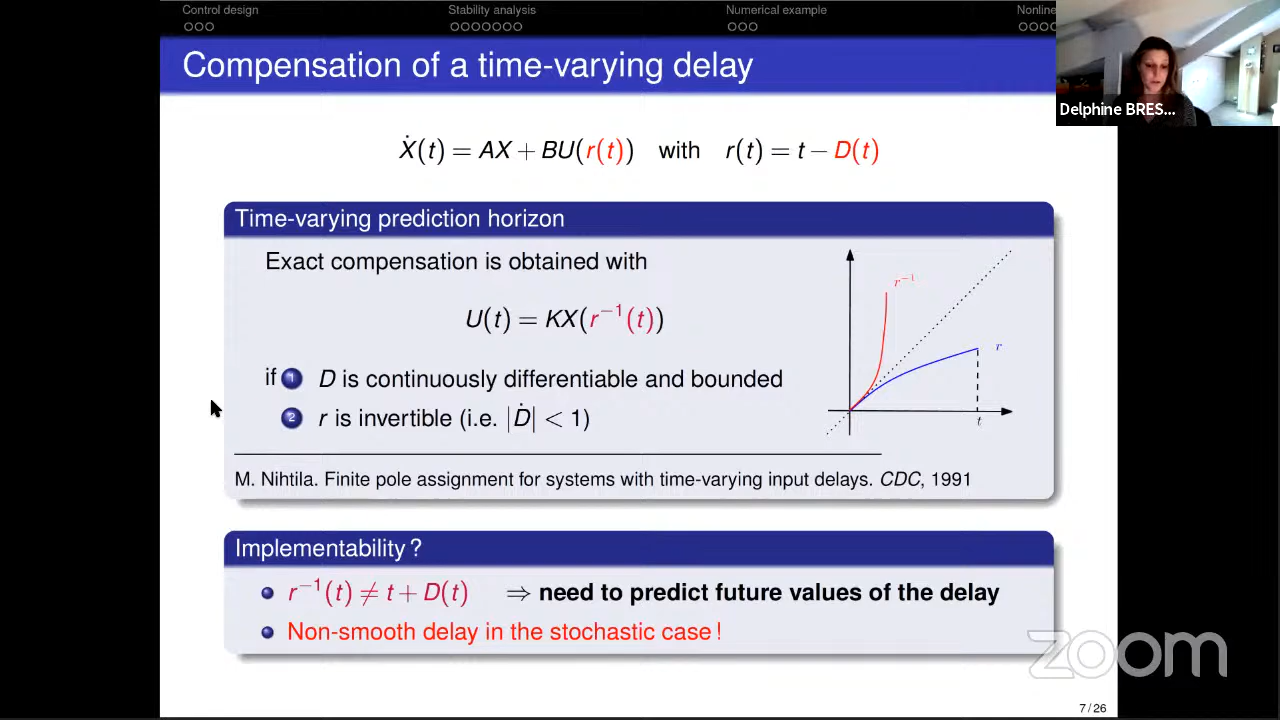 Control design
Stability analysis
Numerical example
Nonline
Compensation of a time-varying delay
Delphine BRES...
Ẋ(t) = AX + BU(r(t)) with r(t) = t − D(t)
Time-varying prediction horizon
Exact compensation is obtained with
U(t) = KX(r⁻¹(t))
if 1 D is continuously differentiable and bounded
2 r is invertible (i.e. |Ḋ| < 1)
r⁻¹
r
t
M. Nihtila. Finite pole assignment for systems with time-varying input delays. CDC, 1991
Implementability ?
r⁻¹(t) ≠ t + D(t) ⇒ need to predict future values of the delay
Non-smooth delay in the stochastic case !
zoom
7 / 26